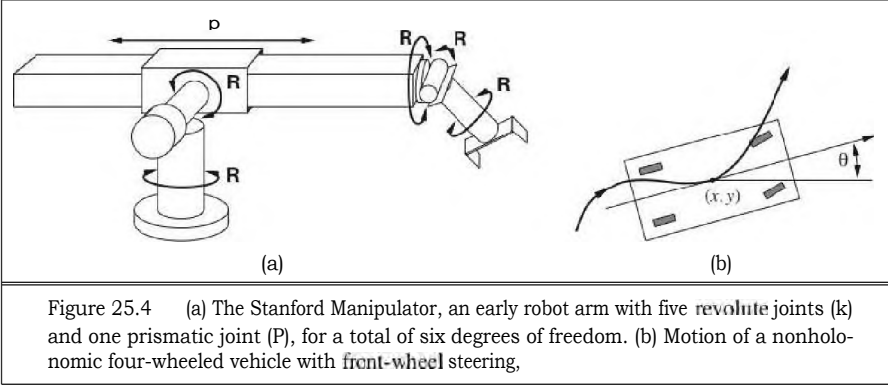 P
R
R
R
R
R
θ
(x, y)
(a)
(b)
Figure 25.4 (a) The Stanford Manipulator, an early robot arm with five revolute joints (k)
and one prismatic joint (P), for a total of six degrees of freedom. (b) Motion of a nonholo-
nomic four-wheeled vehicle with front-wheel steering,